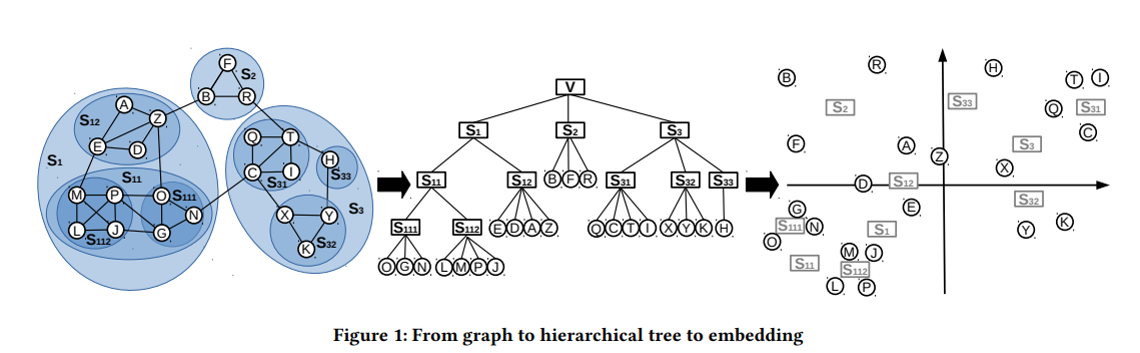 F
S2
B R
A
S12 Z
E D
S1
S11
M P O S111
N
L S112 J G
Q T
H
C S31 I S33
S3
X Y
S32
K
V
S1 S2 S3
S11 S12 B F R S31 S32 S33
S111 S112 E D A Z Q C T I X Y K H
O G N L M P J
R H
B T I
S2 S33 Q S31
C
F A S3
Z
X
D S12
S32
G E
S111 N K
O S1 Y
M J
S11 S112
L P
Figure 1: From graph to hierarchical tree to embedding